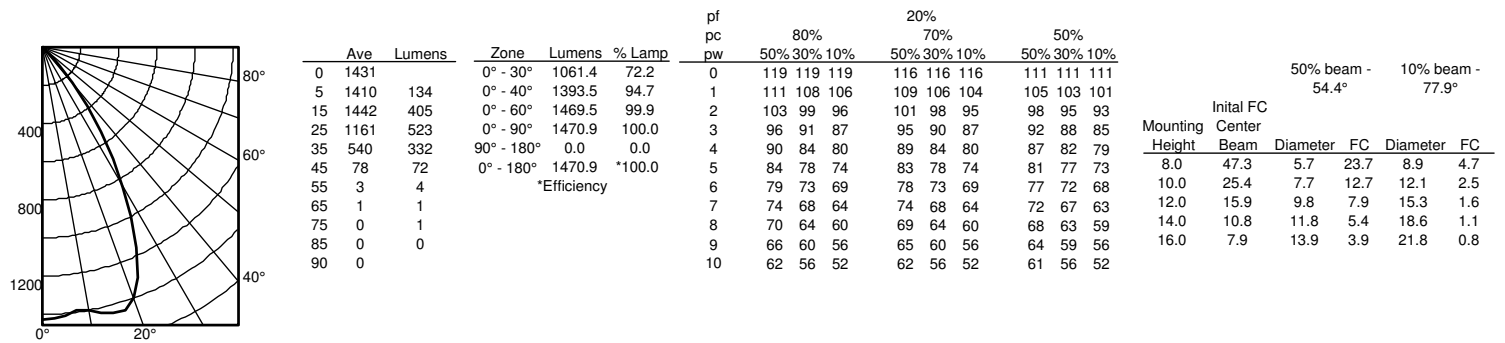 80°
60°
40°
400
800
1200
0° 20°
Ave Lumens
0 1431
5 1410 134
15 1442 405
25 1161 523
35 540 332
45 78 72
55 3 4
65 1 1
75 0 1
85 0 0
90 0
Zone Lumens % Lamp
0° - 30° 1061.4 72.2
0° - 40° 1393.5 94.7
0° - 60° 1469.5 99.9
0° - 90° 1470.9 100.0
90° - 180° 0.0 0.0
0° - 180° 1470.9 *100.0
*Efficiency
pf 20%
pc 80% 70% 50%
pw 50% 30% 10% 50% 30% 10% 50% 30% 10%
0 119 119 119 116 116 116 111 111 111
1 111 108 106 109 106 104 105 103 101
2 103 99 96 101 98 95 98 95 93
3 96 91 87 95 90 87 92 88 85
4 90 84 80 89 84 80 87 82 79
5 84 78 74 83 78 74 81 77 73
6 79 73 69 78 73 69 77 72 68
7 74 68 64 74 68 64 72 67 63
8 70 64 60 69 64 60 68 63 59
9 66 60 56 65 60 56 64 59 56
10 62 56 52 62 56 52 61 56 52
50% beam - 10% beam -
54.4° 77.9°
Inital FC
Mounting Center
Height Beam Diameter FC Diameter FC
8.0 47.3 5.7 23.7 8.9 4.7
10.0 25.4 7.7 12.7 12.1 2.5
12.0 15.9 9.8 7.9 15.3 1.6
14.0 10.8 11.8 5.4 18.6 1.1
16.0 7.9 13.9 3.9 21.8 0.8